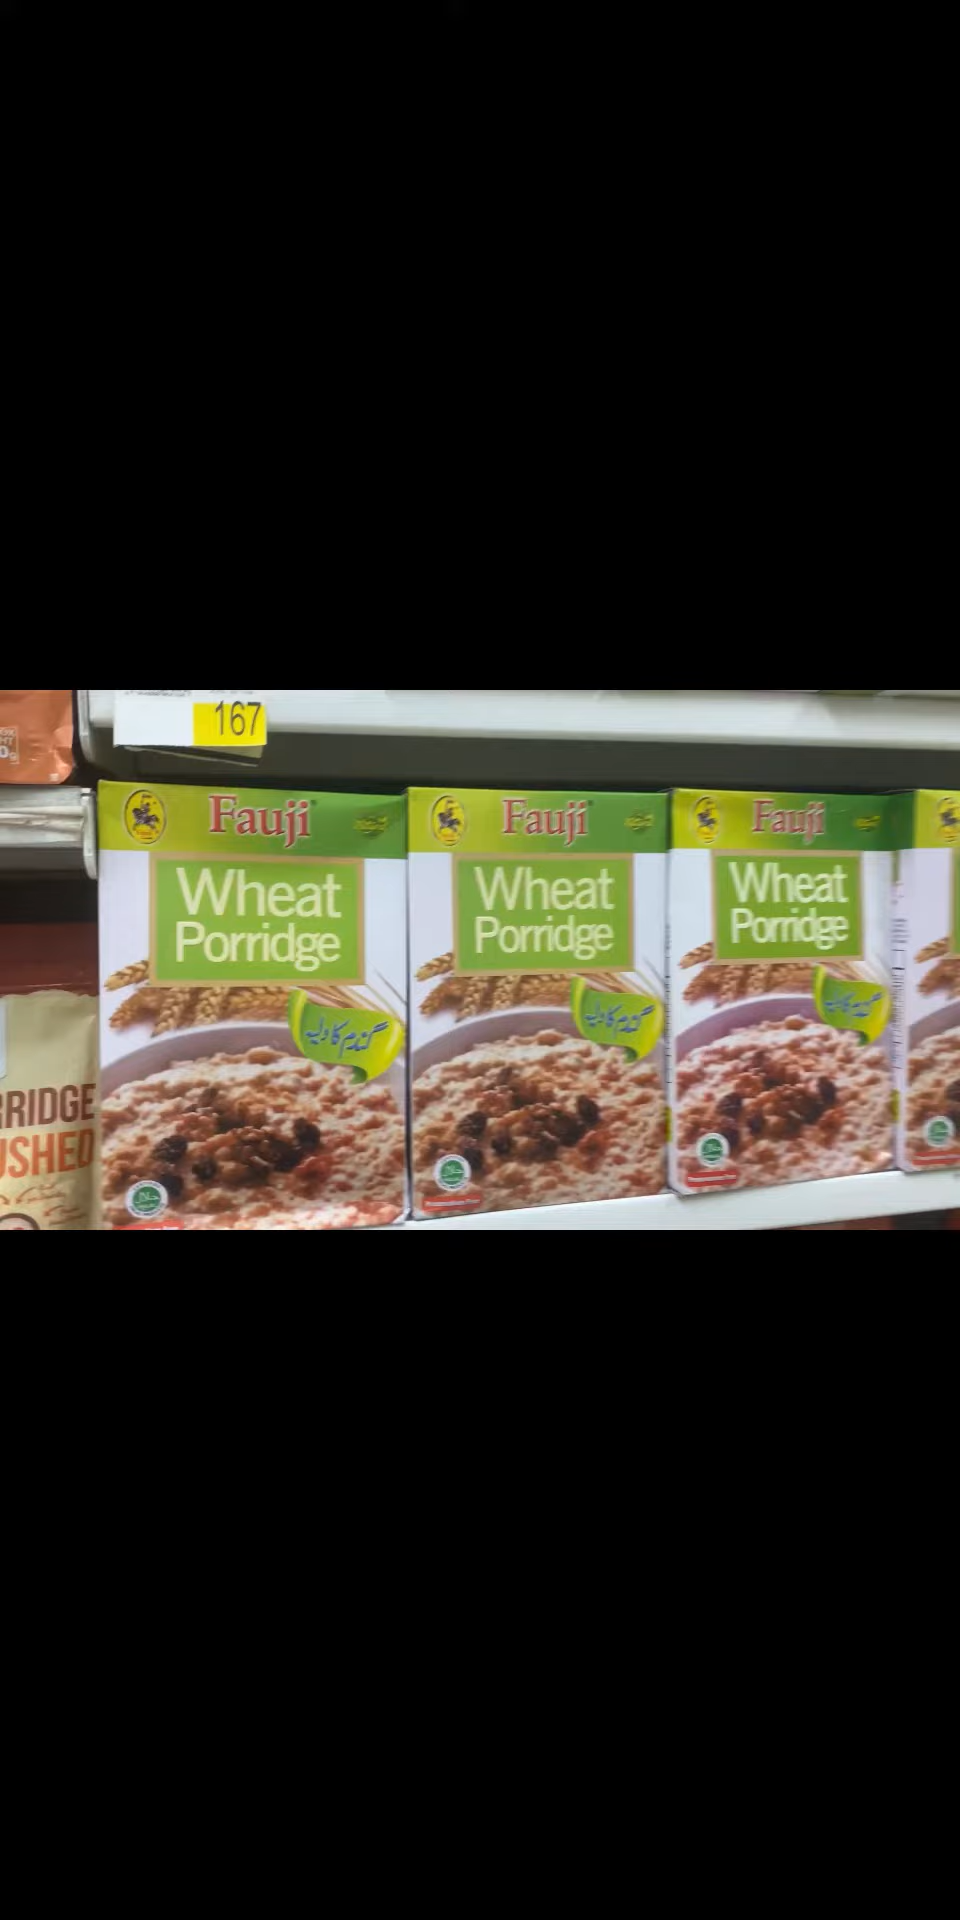 167
Fauji
Wheat
Porridge
گندم کا دلیہ
Fauji
Wheat
Porridge
گندم کا دلیہ
Fauji
Wheat
Porridge
گندم کا دلیہ
RRIDGE
USHED